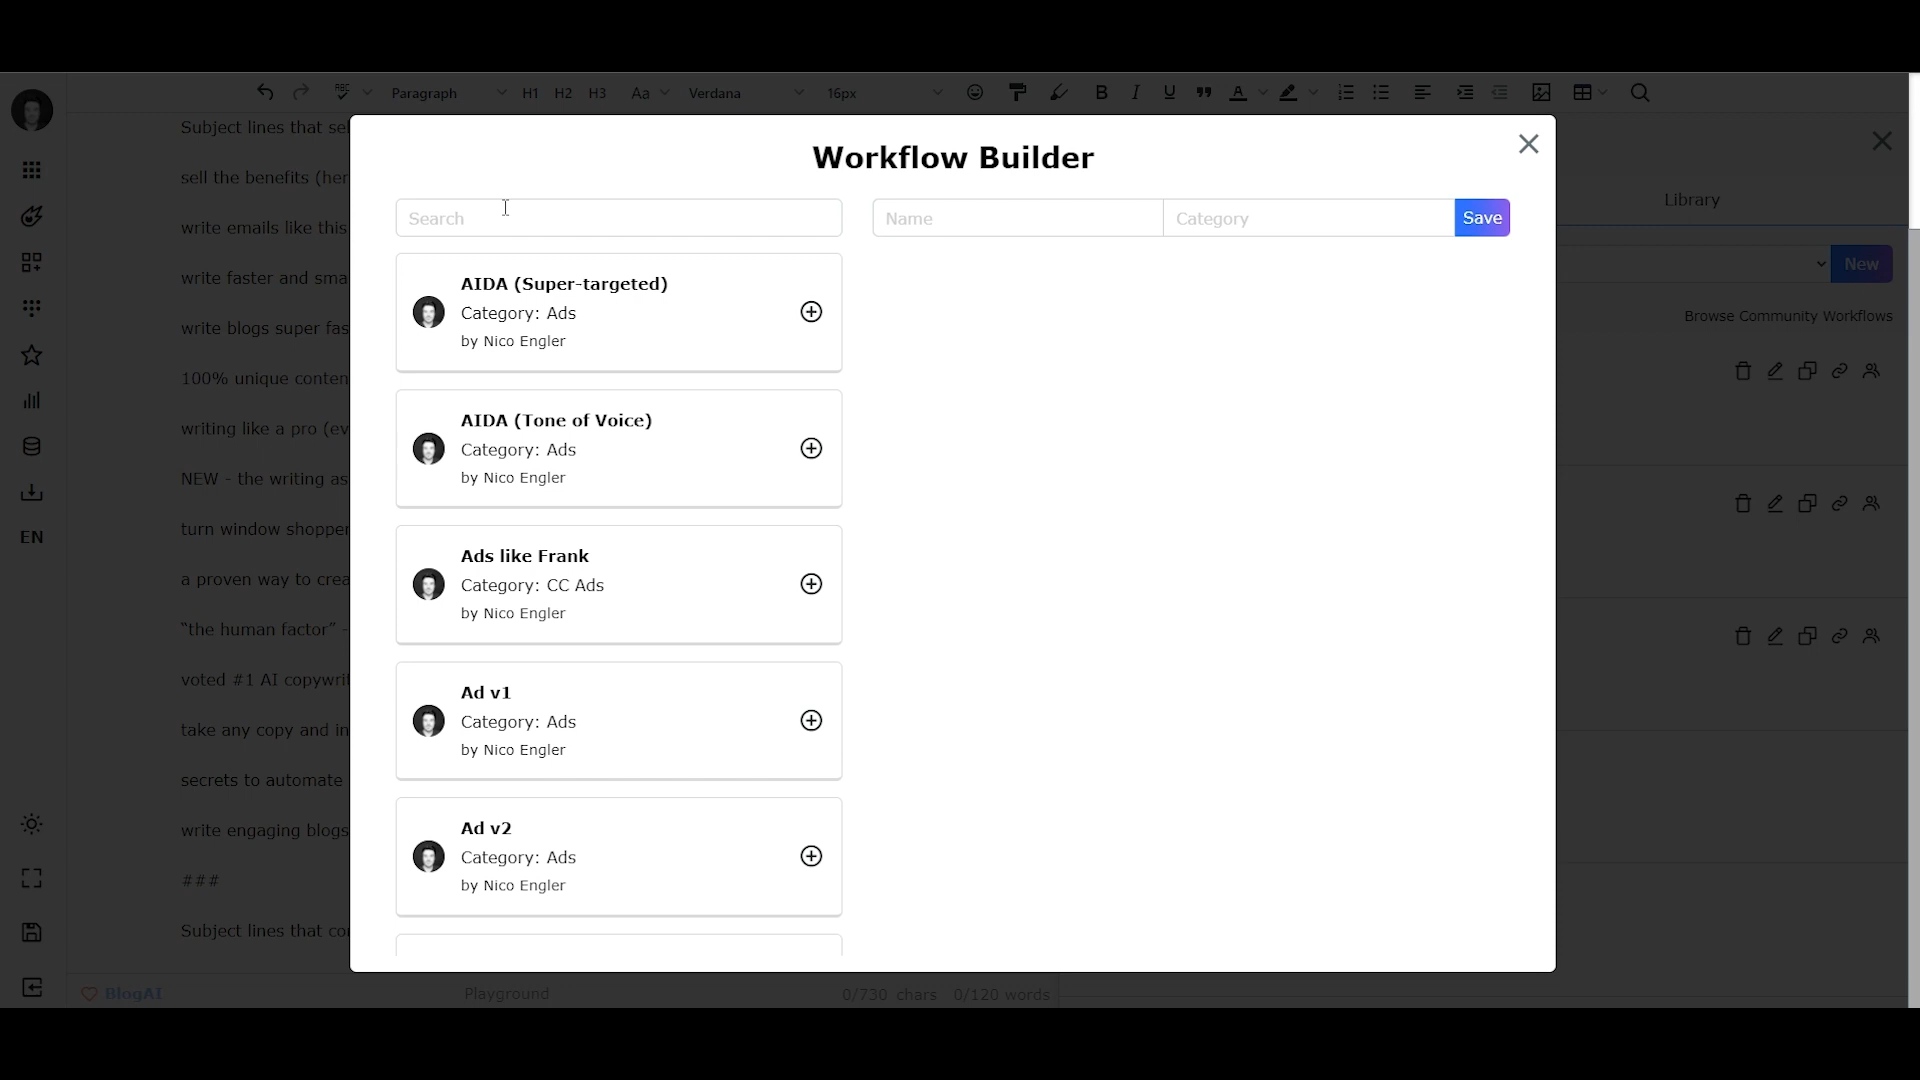 ABC
Paragraph
H1
H2
H3
Aa
Verdana
16px
B
I
U
A
Subject lines that sel
sell the benefits (her
write emails like this
write faster and sma
write blogs super fas
100% unique conten
writing like a pro (ev
NEW - the writing as
turn window shopper
a proven way to crea
"the human factor" -
voted #1 AI copywrit
take any copy and in
secrets to automate
write engaging blogs
###
Subject lines that co
EN
Workflow Builder
Search
Name
Category
Save
AIDA (Super-targeted)
Category: Ads
by Nico Engler
AIDA (Tone of Voice)
Category: Ads
by Nico Engler
Ads like Frank
Category: CC Ads
by Nico Engler
Ad v1
Category: Ads
by Nico Engler
Ad v2
Category: Ads
by Nico Engler
Library
New
Browse Community Workflows
BlogAI
Playground
0/730 chars
0/120 words